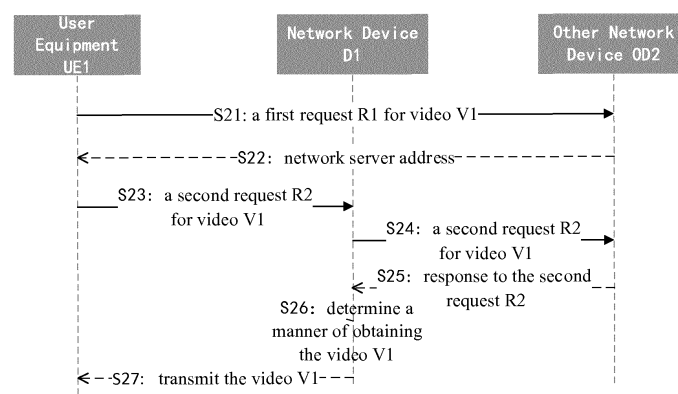 User
Equipment
UE1
Network Device
D1
Other Network
Device OD2
S21: a first request R1 for video V1
S22: network server address
S23: a second request R2
for video V1
S24: a second request R2
for video V1
S25: response to the second
request R2
S26: determine a
manner of obtaining
the video V1
S27: transmit the video V1